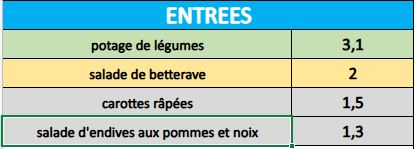 ENTREES
potage de légumes 3,1
salade de betterave 2
carottes râpées 1,5
salade d'endives aux pommes et noix 1,3